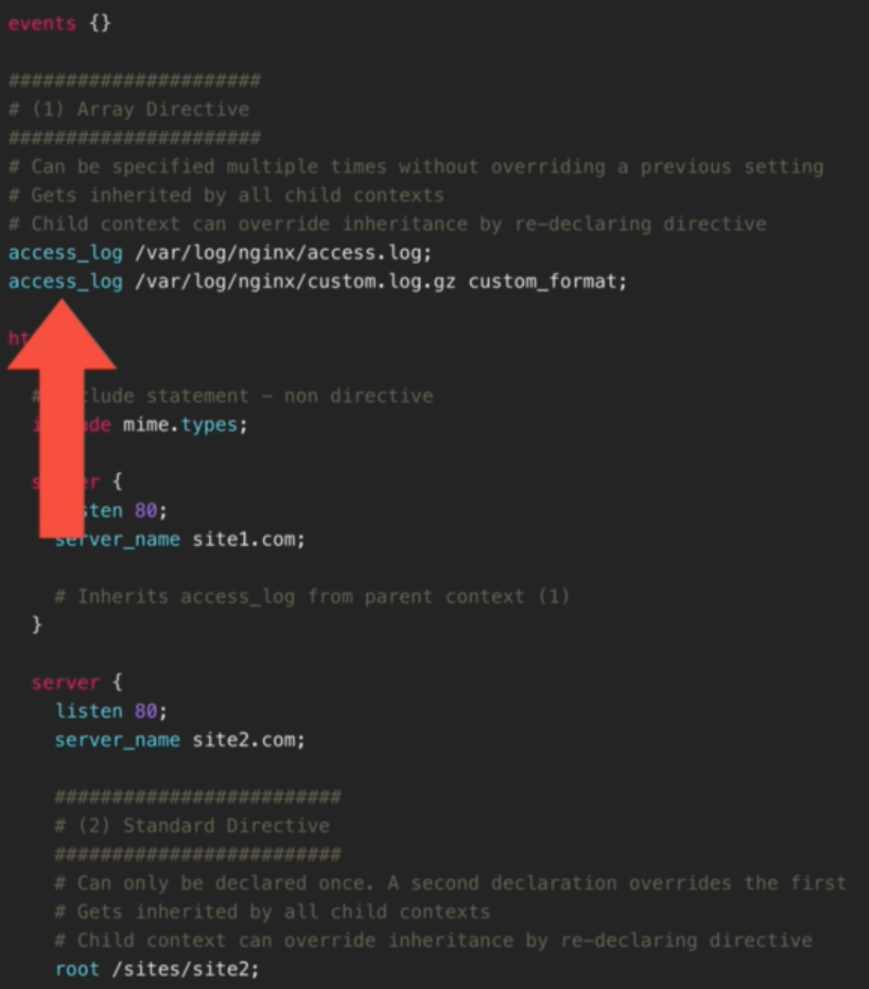 events {}
######################
# (1) Array Directive
######################
# Can be specified multiple times without overriding a previous setting
# Gets inherited by all child contexts
# Child context can override inheritance by re-declaring directive
access_log /var/log/nginx/access.log;
access_log /var/log/nginx/custom.log.gz custom_format;
statement - non directive
mime.types;
{
80;
server_name site1.com;
# Inherits access_log from parent context (1)
}
server {
listen 80;
server_name site2.com;
#########################
# (2) Standard Directive
#########################
# Can only be declared once. A second declaration overrides the first
# Gets inherited by all child contexts
# Child context can override inheritance by re-declaring directive
root /sites/site2;